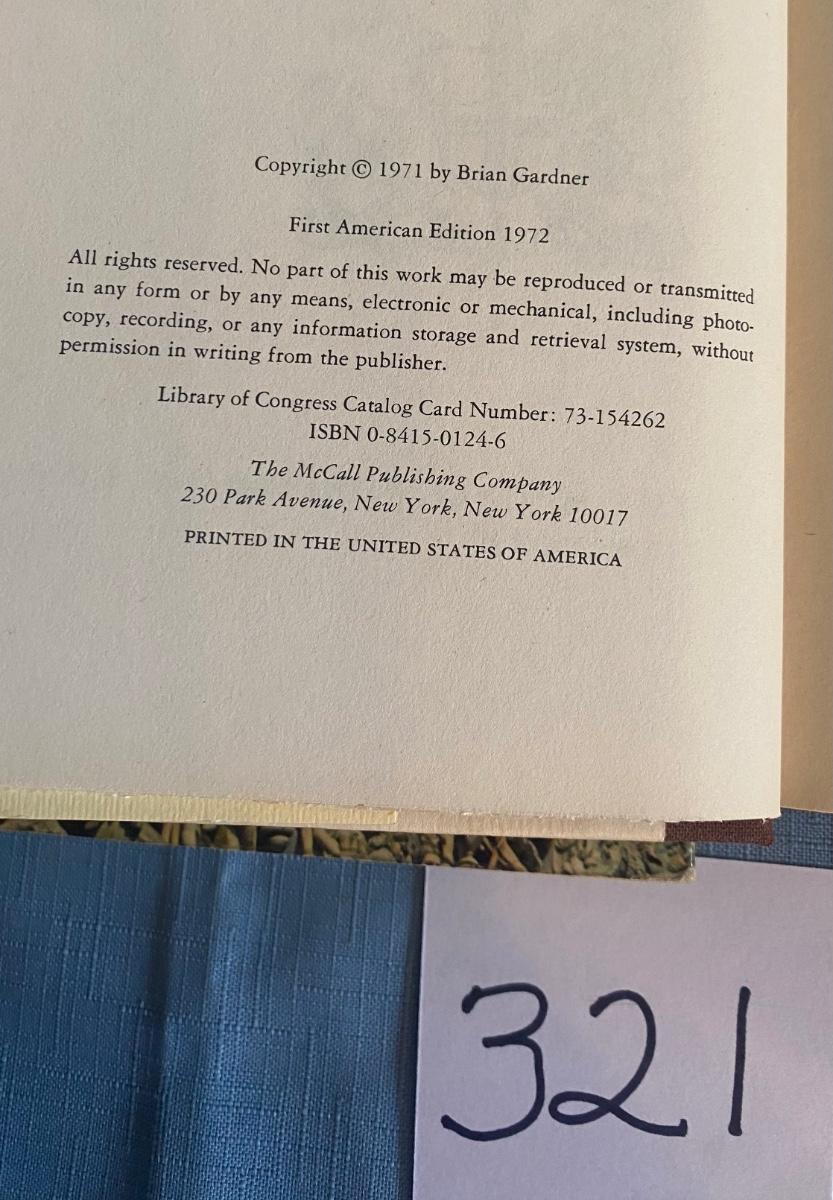 Copyright © 1971 by Brian Gardner
First American Edition 1972
All rights reserved. No part of this work may be reproduced or transmitted
in any form or by any means, electronic or mechanical, including photo-
copy, recording, or any information storage and retrieval system, without
permission in writing from the publisher.
Library of Congress Catalog Card Number: 73-154262
ISBN 0-8415-0124-6
The McCall Publishing Company
230 Park Avenue, New York, New York 10017
PRINTED IN THE UNITED STATES OF AMERICA
321